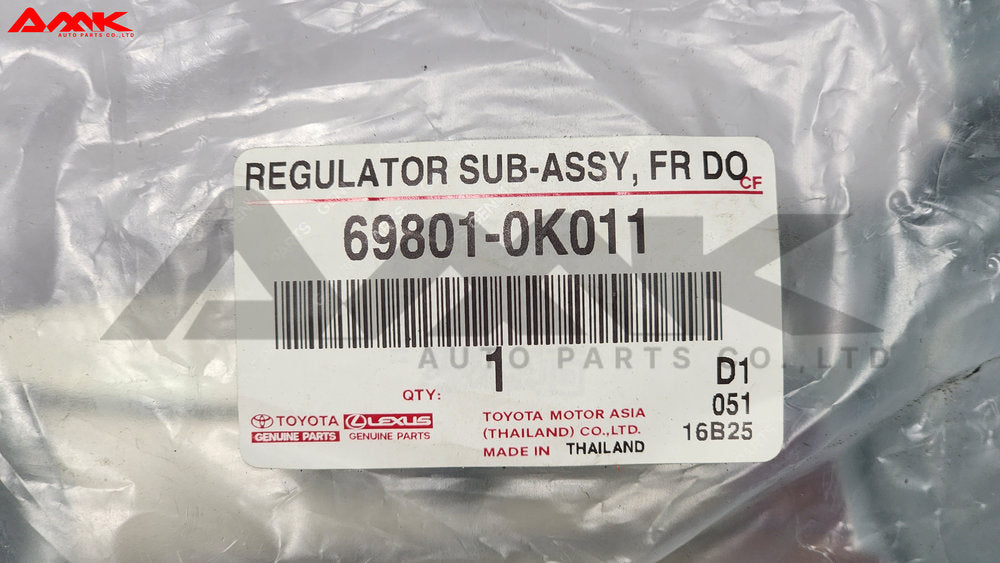 AMK
AUTO PARTS CO.,LTD
REGULATOR SUB-ASSY, FR DO
CF
69801-0K011
AMK
AUTO PARTS CO.,LTD
1
QTY:
D1
051
16B25
TOYOTA LEXUS
GENUINE PARTS GENUINE PARTS
TOYOTA MOTOR ASIA
(THAILAND) CO.,LTD.
MADE IN THAILAND